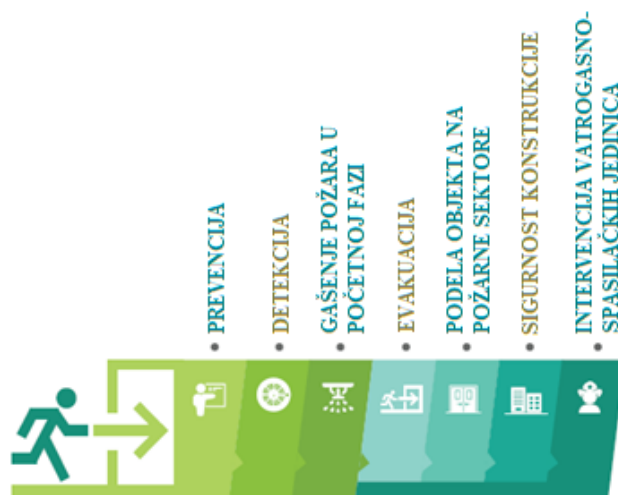 PREVENCIJA
DETEKCIJA
GAŠENJE POŽARA U
POČETNOJ FAZI
EVAKUACIJA
PODELA OBJEKTA NA
POŽARNE SEKTORE
SIGURNOST KONSTRUKCIJE
INTERVENCIJA VATROGASNO-
SPASILAČKIH JEDINICA